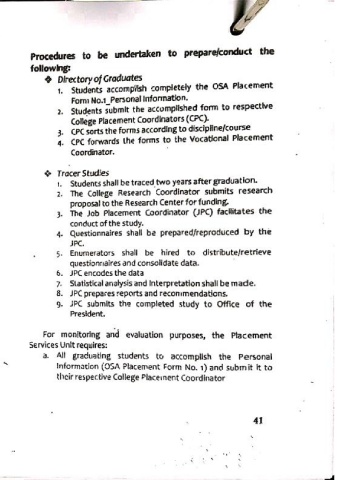 Procedures to be undertaken to prepare/conduct the
following:
❖ Directory of Graduates
1. Students accomplish completely the OSA Placement
Form No.1_Personal Information.
2. Students submit the accomplished form to respective
College Placement Coordinators (CPC).
3. CPC sorts the forms according to discipline/course
4. CPC forwards the forms to the Vocational Placement
Coordinator.
❖ Tracer Studies
1. Students shall be traced two years after graduation.
2. The College Research Coordinator submits research
proposal to the Research Center for funding.
3. The Job Placement Coordinator (JPC) facilitates the
conduct of the study.
4. Questionnaires shall be prepared/reproduced by the
JPC.
5. Enumerators shall be hired to distribute/retrieve
questionnaires and consolidate data.
6. JPC encodes the data
7. Statistical analysis and interpretation shall be made.
8. JPC prepares reports and recommendations.
9. JPC submits the completed study to Office of the
President.
For monitoring and evaluation purposes, the Placement
Services Unit requires:
a. All graduating students to accomplish the Personal
Information (OSA Placement Form No. 1) and submit it to
their respective College Placement Coordinator
41